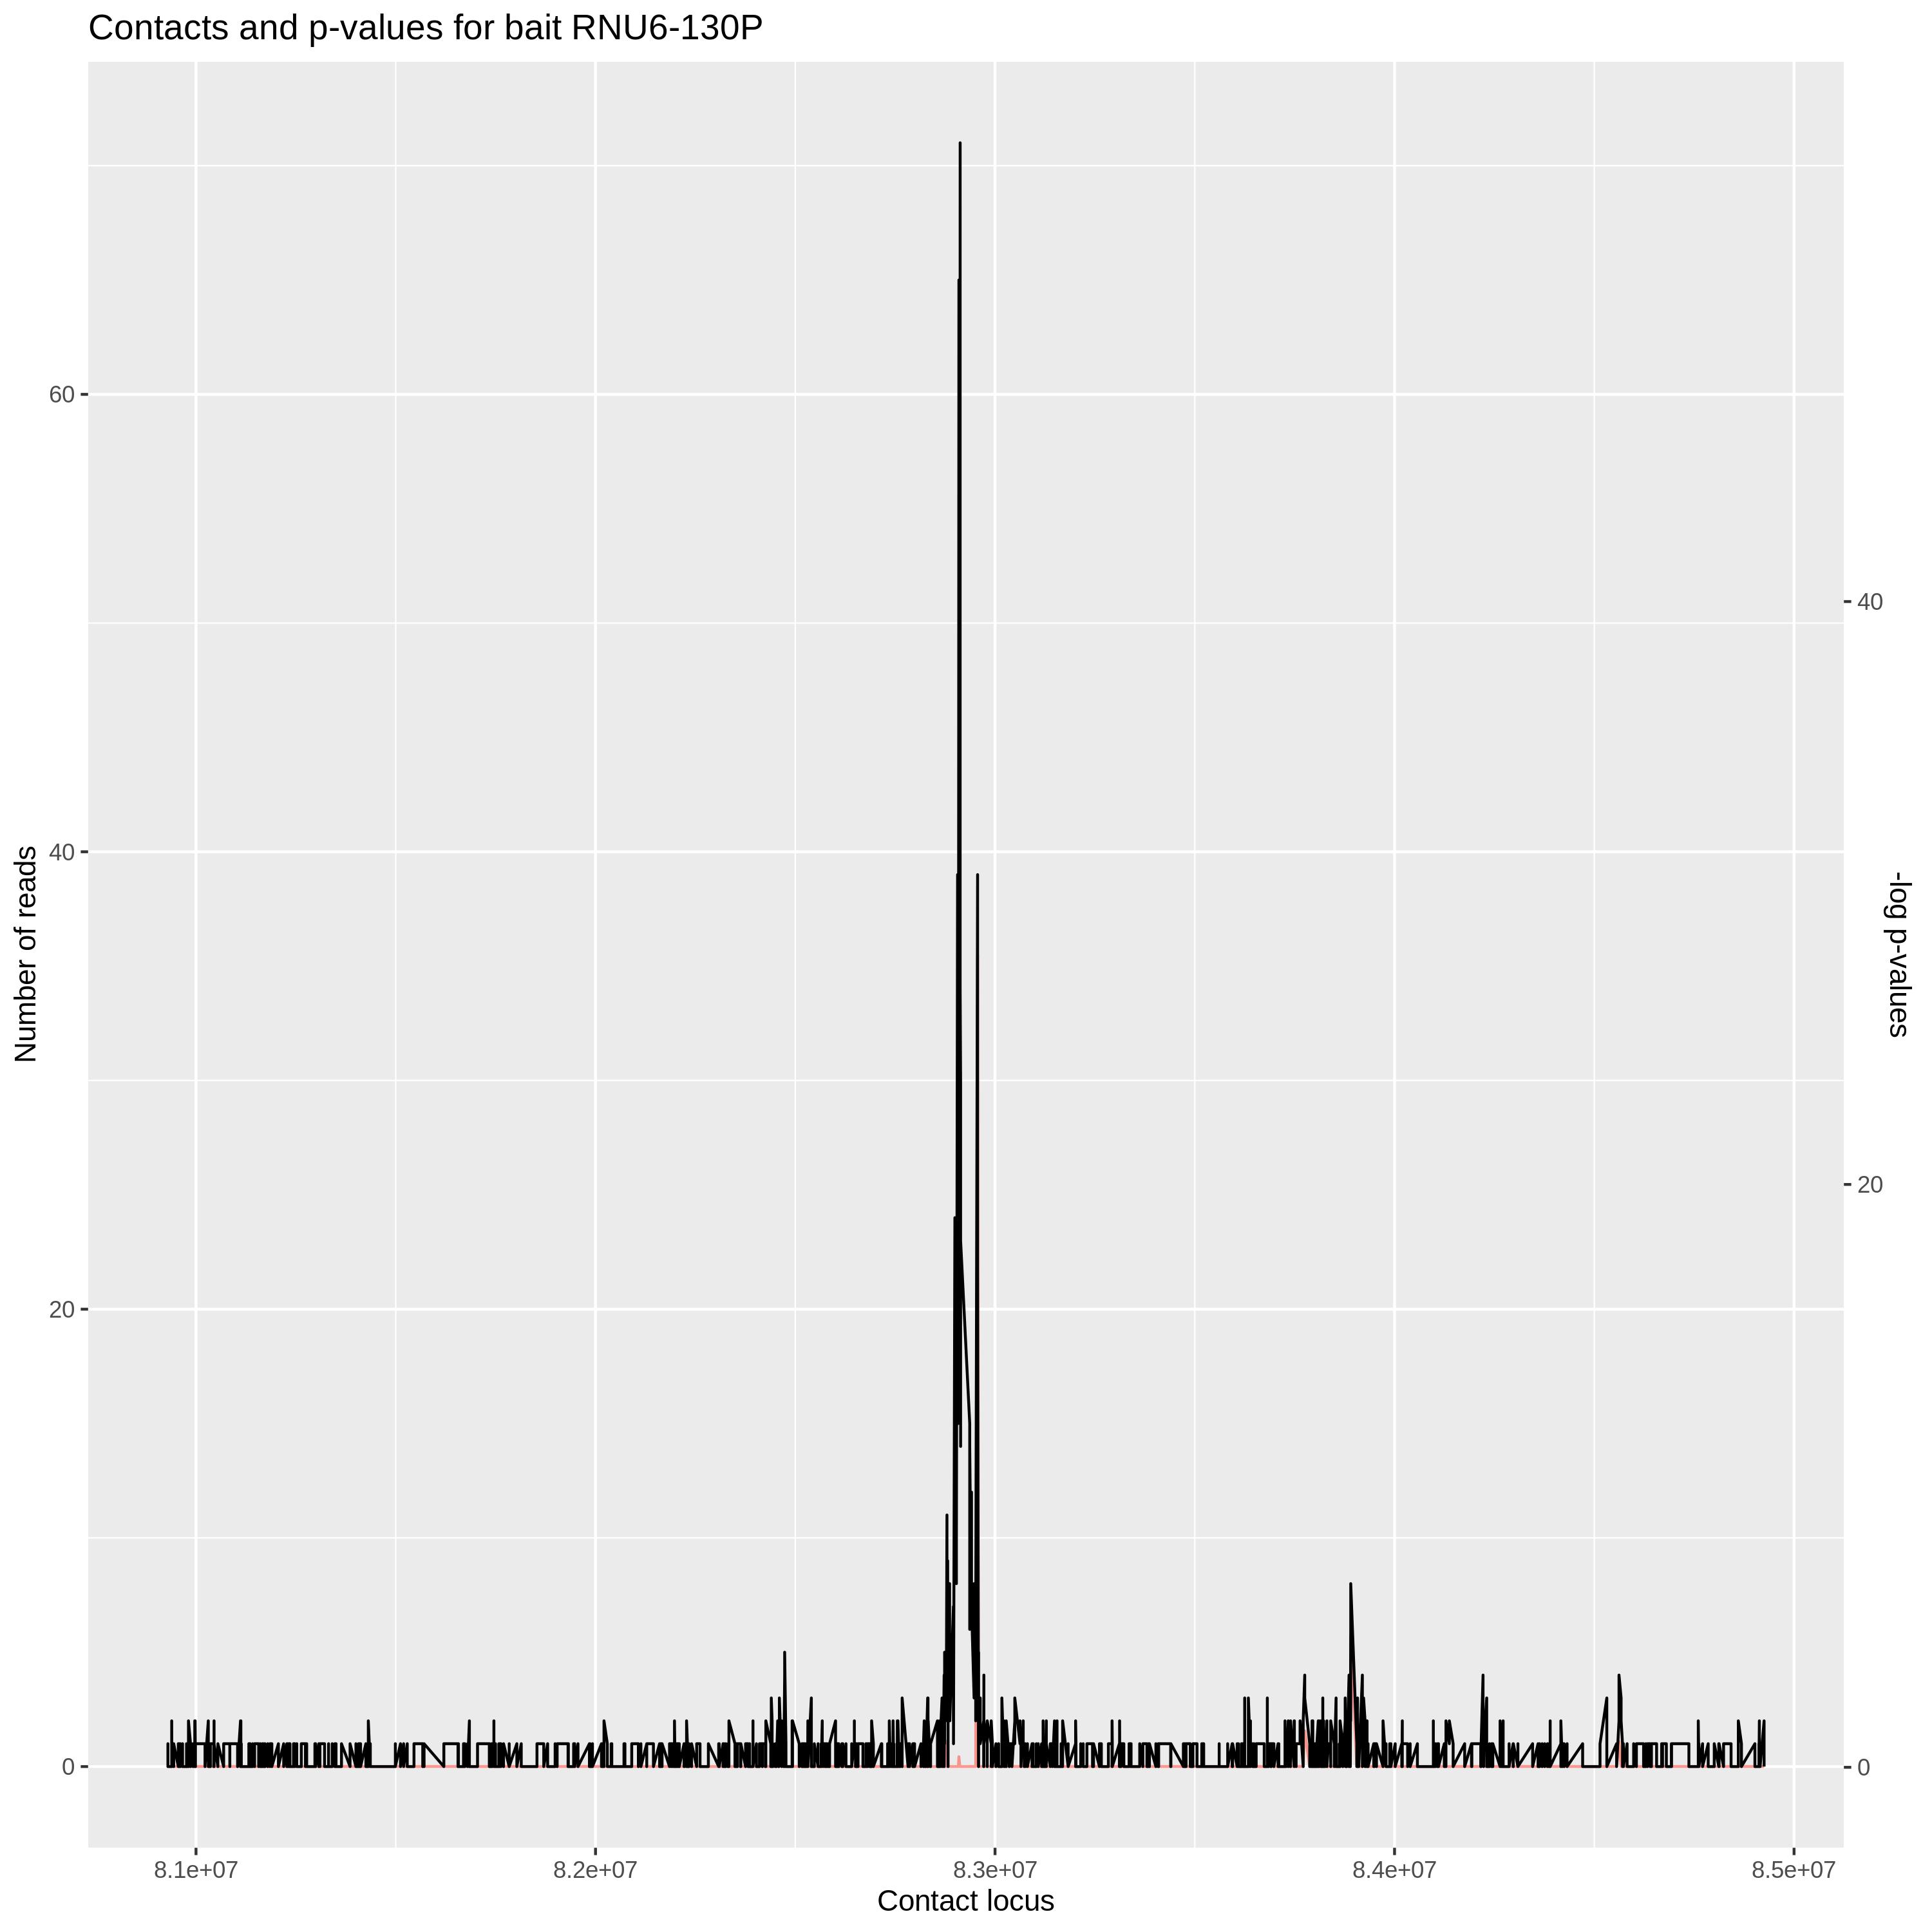 Contacts and p-values for bait RNU6-130P
60
40
20
0
Number of reads
40
20
0
-log p-values
8.1e+07
8.2e+07
8.3e+07
8.4e+07
8.5e+07
Contact locus